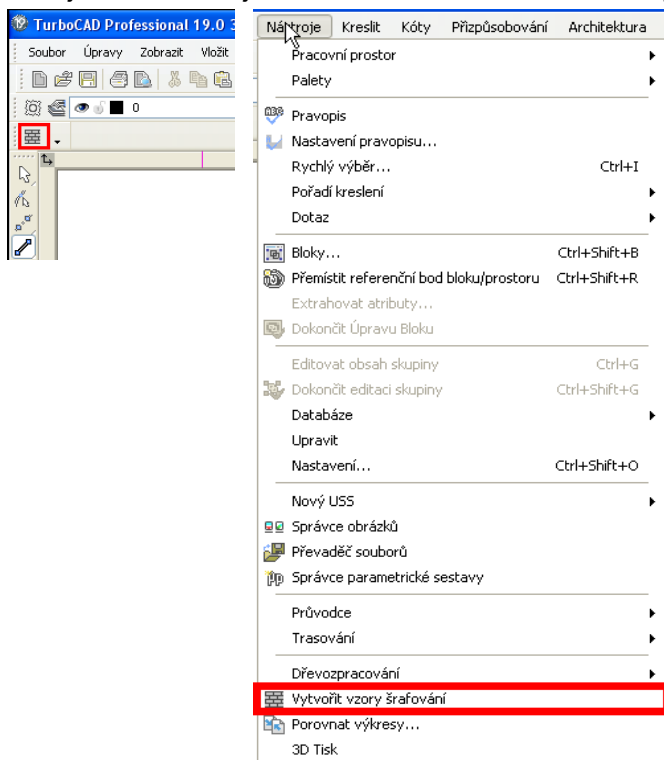 TurboCAD Professional 19.0
Soubor Úpravy Zobrazit Vložit
0
Nástroje Kreslit Kóty Přizpůsobování Architektura
Pracovní prostor
Palety
Pravopis
Nastavení pravopisu...
Rychlý výběr... Ctrl+I
Pořadí kreslení
Dotaz
Bloky... Ctrl+Shift+B
Přemístit referenční bod bloku/prostoru Ctrl+Shift+R
Extrahovat atributy...
Dokončit Úpravu Bloku
Editovat obsah skupiny Ctrl+G
Dokončit editaci skupiny Ctrl+Shift+G
Databáze
Upravit
Nastavení... Ctrl+Shift+O
Nový USS
Správce obrázků
Převaděč souborů
Správce parametrické sestavy
Průvodce
Trasování
Dřevozpracování
Vytvořit vzory šrafování
Porovnat výkresy...
3D Tisk